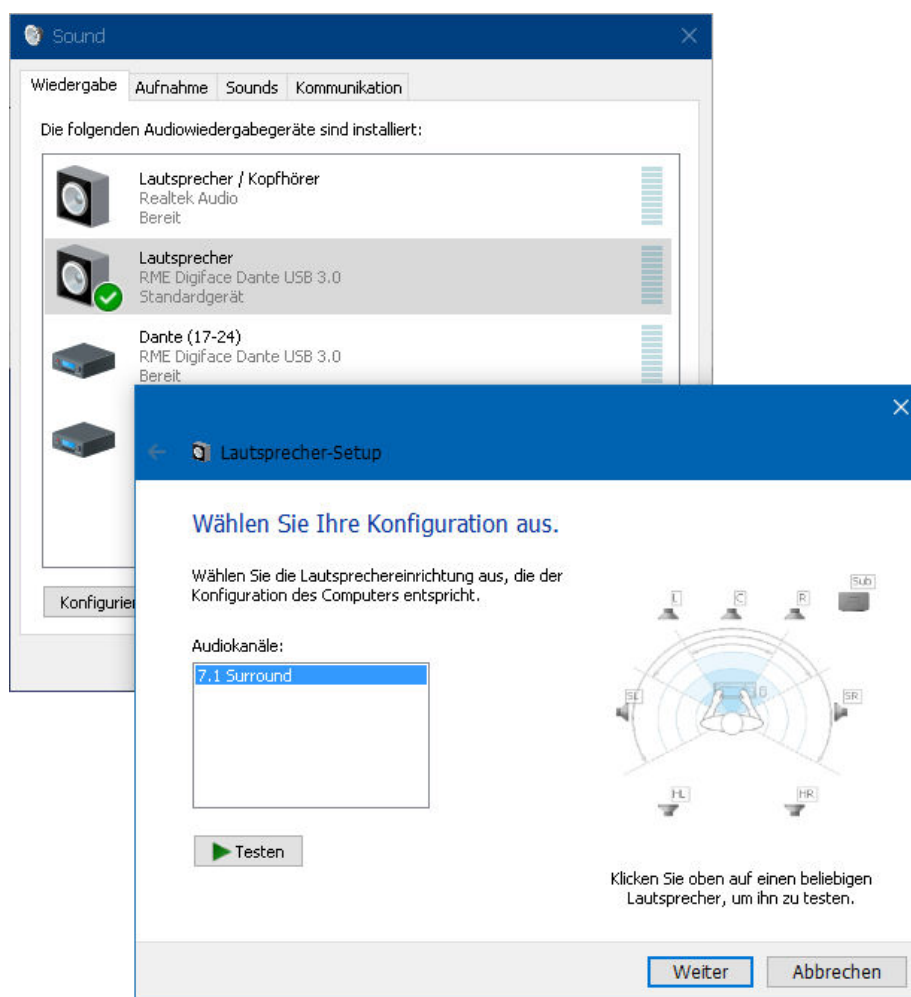 Sound
Wiedergabe Aufnahme Sounds Kommunikation
Die folgenden Audiowiedergabegeräte sind installiert:
Lautsprecher / Kopfhörer
Realtek Audio
Bereit
Lautsprecher
RME Digiface Dante USB 3.0
Standardgerät
Dante (17-24)
RME Digiface Dante USB 3.0
Bereit
Lautsprecher-Setup
Wählen Sie Ihre Konfiguration aus.
Wählen Sie die Lautsprechereinrichtung aus, die der
Konfiguration des Computers entspricht.
Audiokanäle:
7.1 Surround
Testen
L C R Sub
SL SR
HL HR
Klicken Sie oben auf einen beliebigen
Lautsprecher, um ihn zu testen.
Weiter Abbrechen